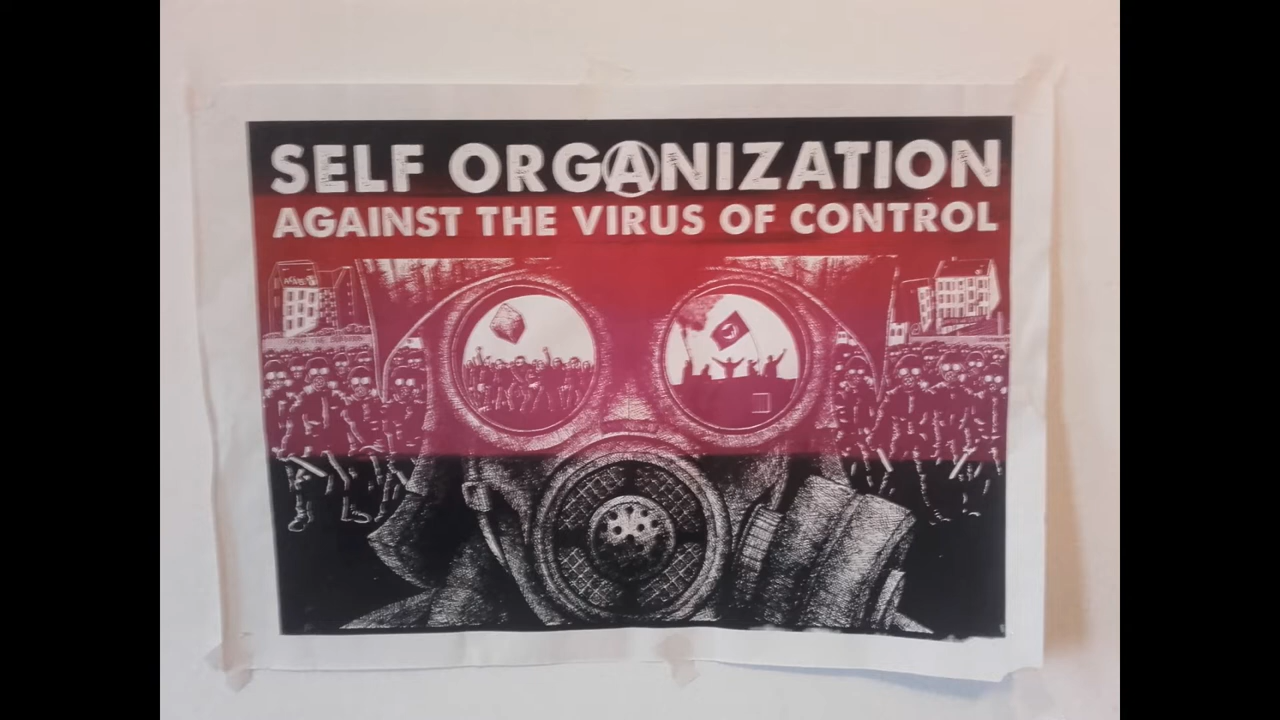 SELF ORGANIZATION
AGAINST THE VIRUS OF CONTROL